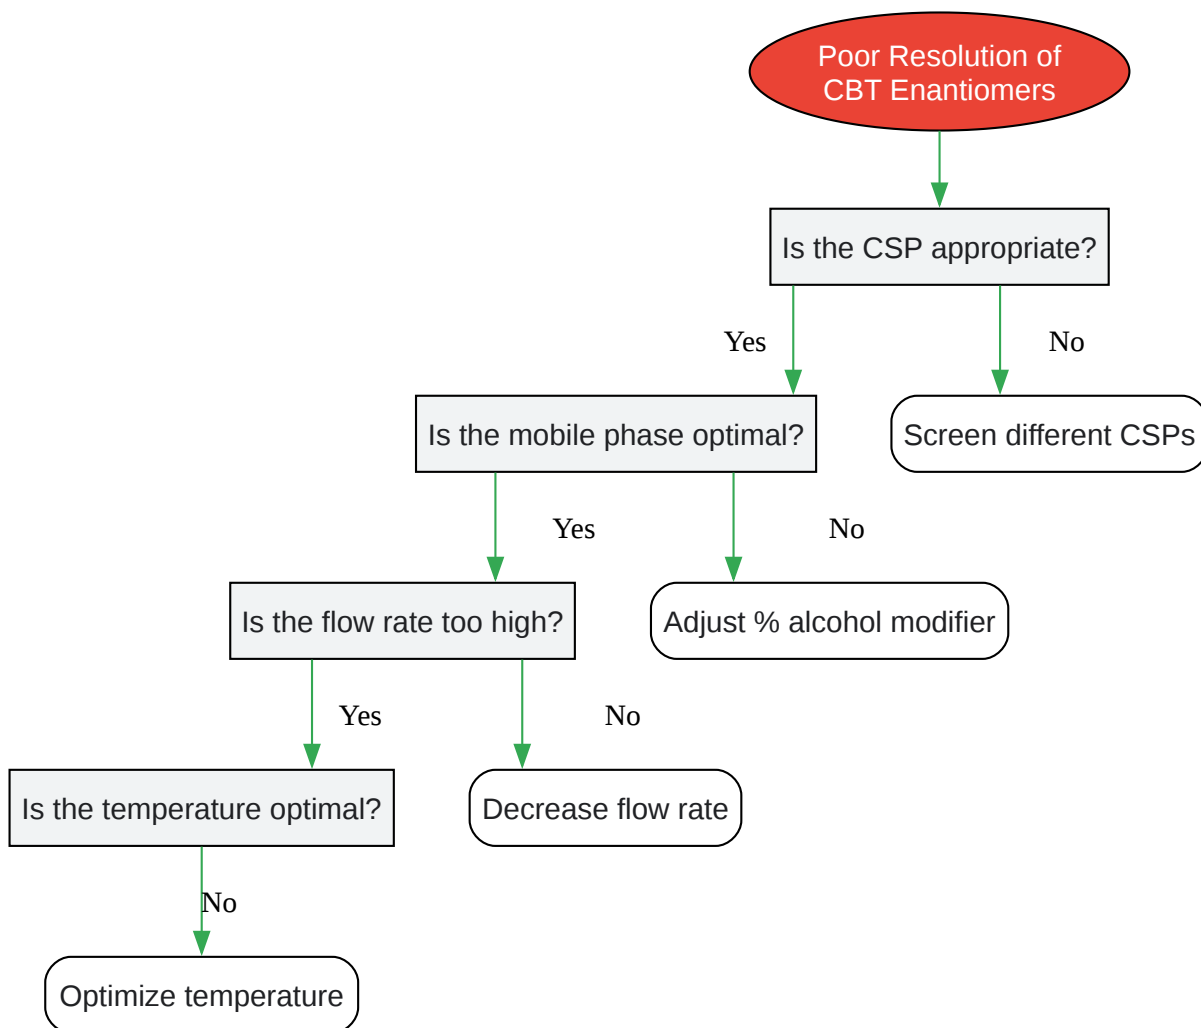 Poor Resolution of
CBT Enantiomers
Is the CSP appropriate?
Yes
No
Is the mobile phase optimal?
Screen different CSPs
Yes
No
Is the flow rate too high?
Adjust % alcohol modifier
Yes
No
Is the temperature optimal?
Decrease flow rate
No
Optimize temperature